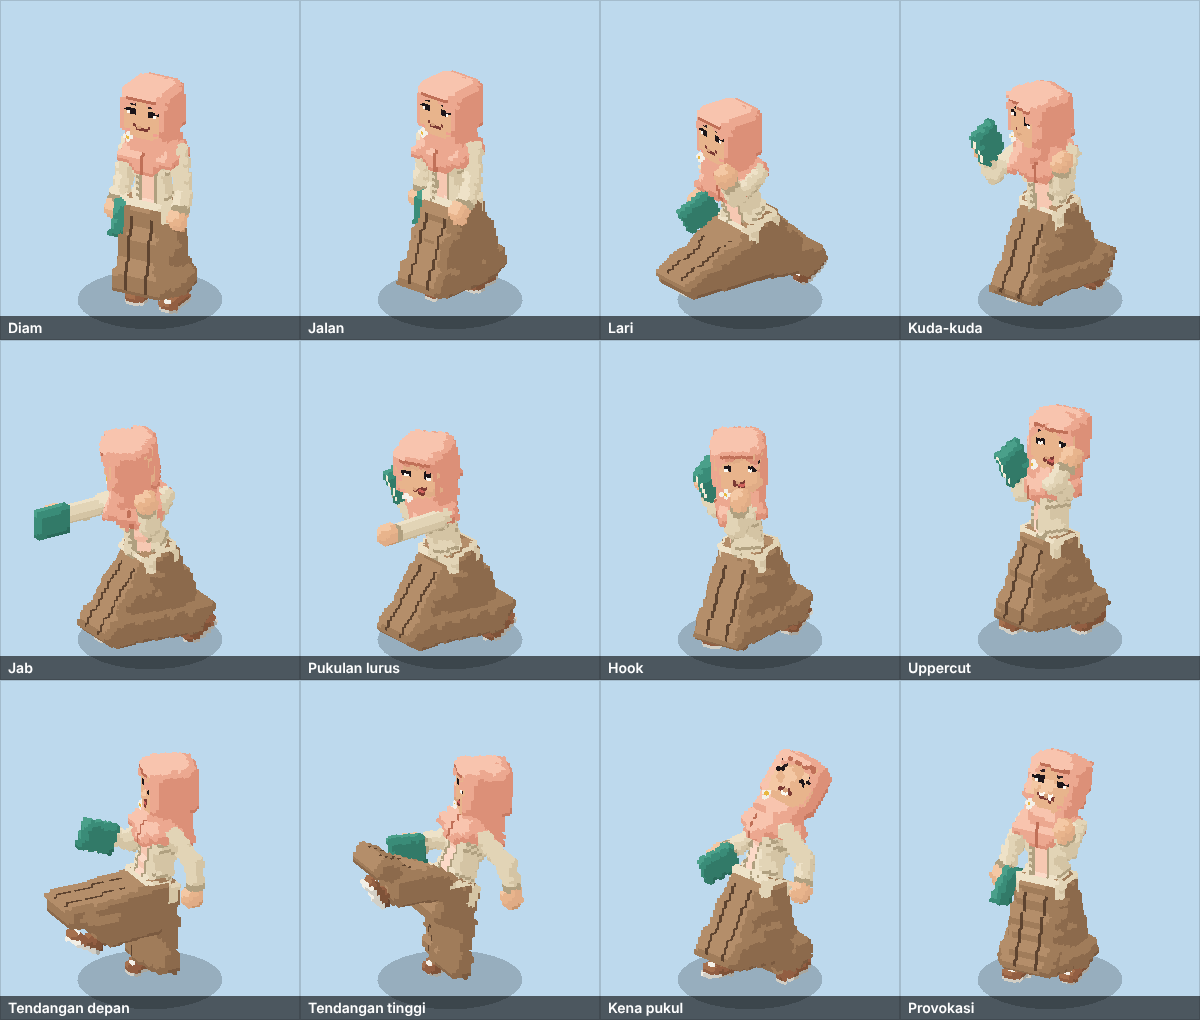 Diam
Jalan
Lari
Kuda-kuda
Jab
Pukulan lurus
Hook
Uppercut
Tendangan depan
Tendangan tinggi
Kena pukul
Provokasi